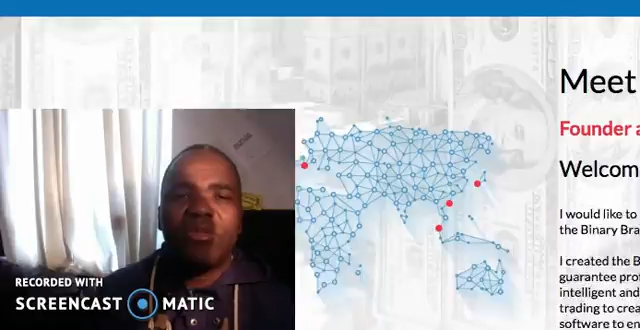 Meet
Founder a
Welcom
I would like to
the Binary Bra
I created the B
guarantee prof
intelligent and
trading to crea
software to en
RECORDED WITH
SCREENCAST MATIC